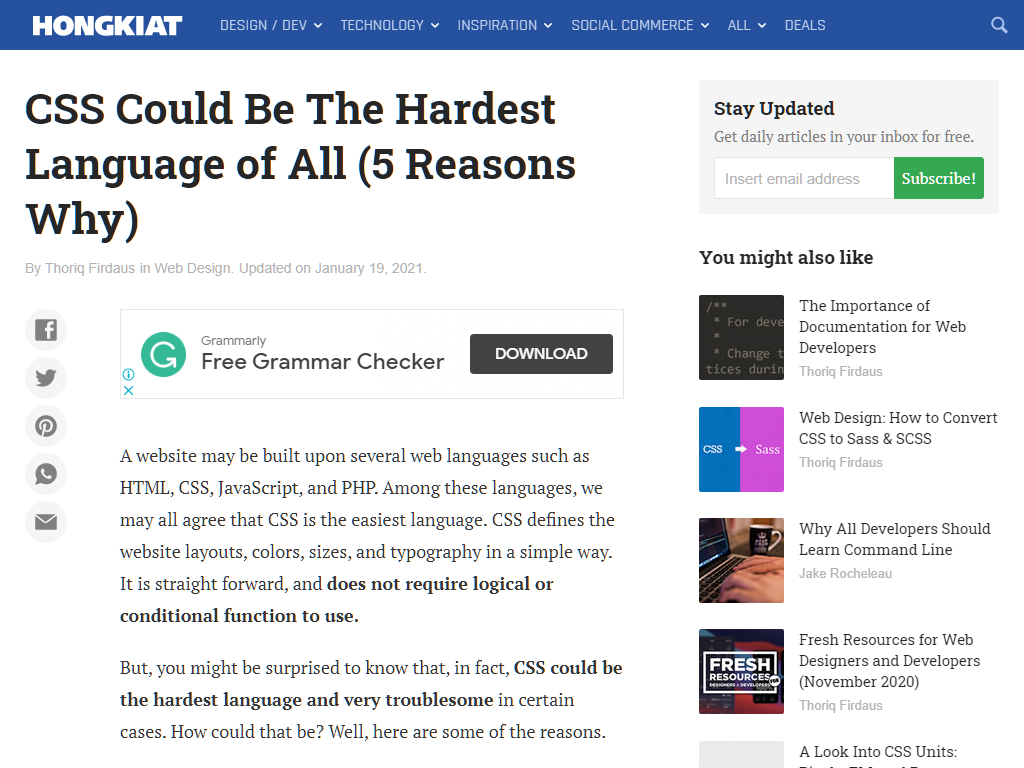 HONGKIAT
DESIGN / DEV
TECHNOLOGY
INSPIRATION
SOCIAL COMMERCE
ALL
DEALS
CSS Could Be The Hardest
Language of All (5 Reasons
Why)
By Thoriq Firdaus in Web Design. Updated on January 19, 2021.
Grammarly
Free Grammar Checker
DOWNLOAD
A website may be built upon several web languages such as
HTML, CSS, JavaScript, and PHP. Among these languages, we
may all agree that CSS is the easiest language. CSS defines the
website layouts, colors, sizes, and typography in a simple way.
It is straight forward, and does not require logical or
conditional function to use.
But, you might be surprised to know that, in fact, CSS could be
the hardest language and very troublesome in certain
cases. How could that be? Well, here are some of the reasons.
Stay Updated
Get daily articles in your inbox for free.
Insert email address
Subscribe!
You might also like
/**
* For deve
*
* Change t
tices durin
The Importance of
Documentation for Web
Developers
Thoriq Firdaus
CSS
Sass
Web Design: How to Convert
CSS to Sass & SCSS
Thoriq Firdaus
Why All Developers Should
Learn Command Line
Jake Rocheleau
FRESH
RESOURCES
FOR
DESIGNERS & DEVELOPERS
Fresh Resources for Web
Designers and Developers
(November 2020)
Thoriq Firdaus
A Look Into CSS Units: